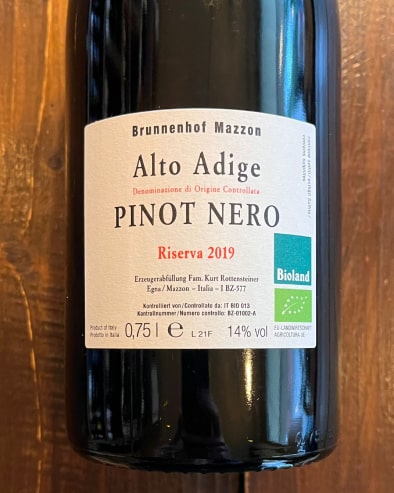 Brunnenhof Mazzon
Alto Adige
Denominazione di Origine Controllata
PINOT NERO
Riserva 2019
Erzeugerabfüllung Fam. Kurt Rottensteiner
Egna / Mazzon – Italia – I BZ-577
Kontrolliert von/Controllato da: IT BIO 013
Kontrollnummer/Numero controllo: BZ-01002-A
Product of Italy
Prodotto in Italia
0,75 l e
L 21F
14% vol
Bioland
EU-LANDWIRTSCHAFT
AGRICOLTURA UE